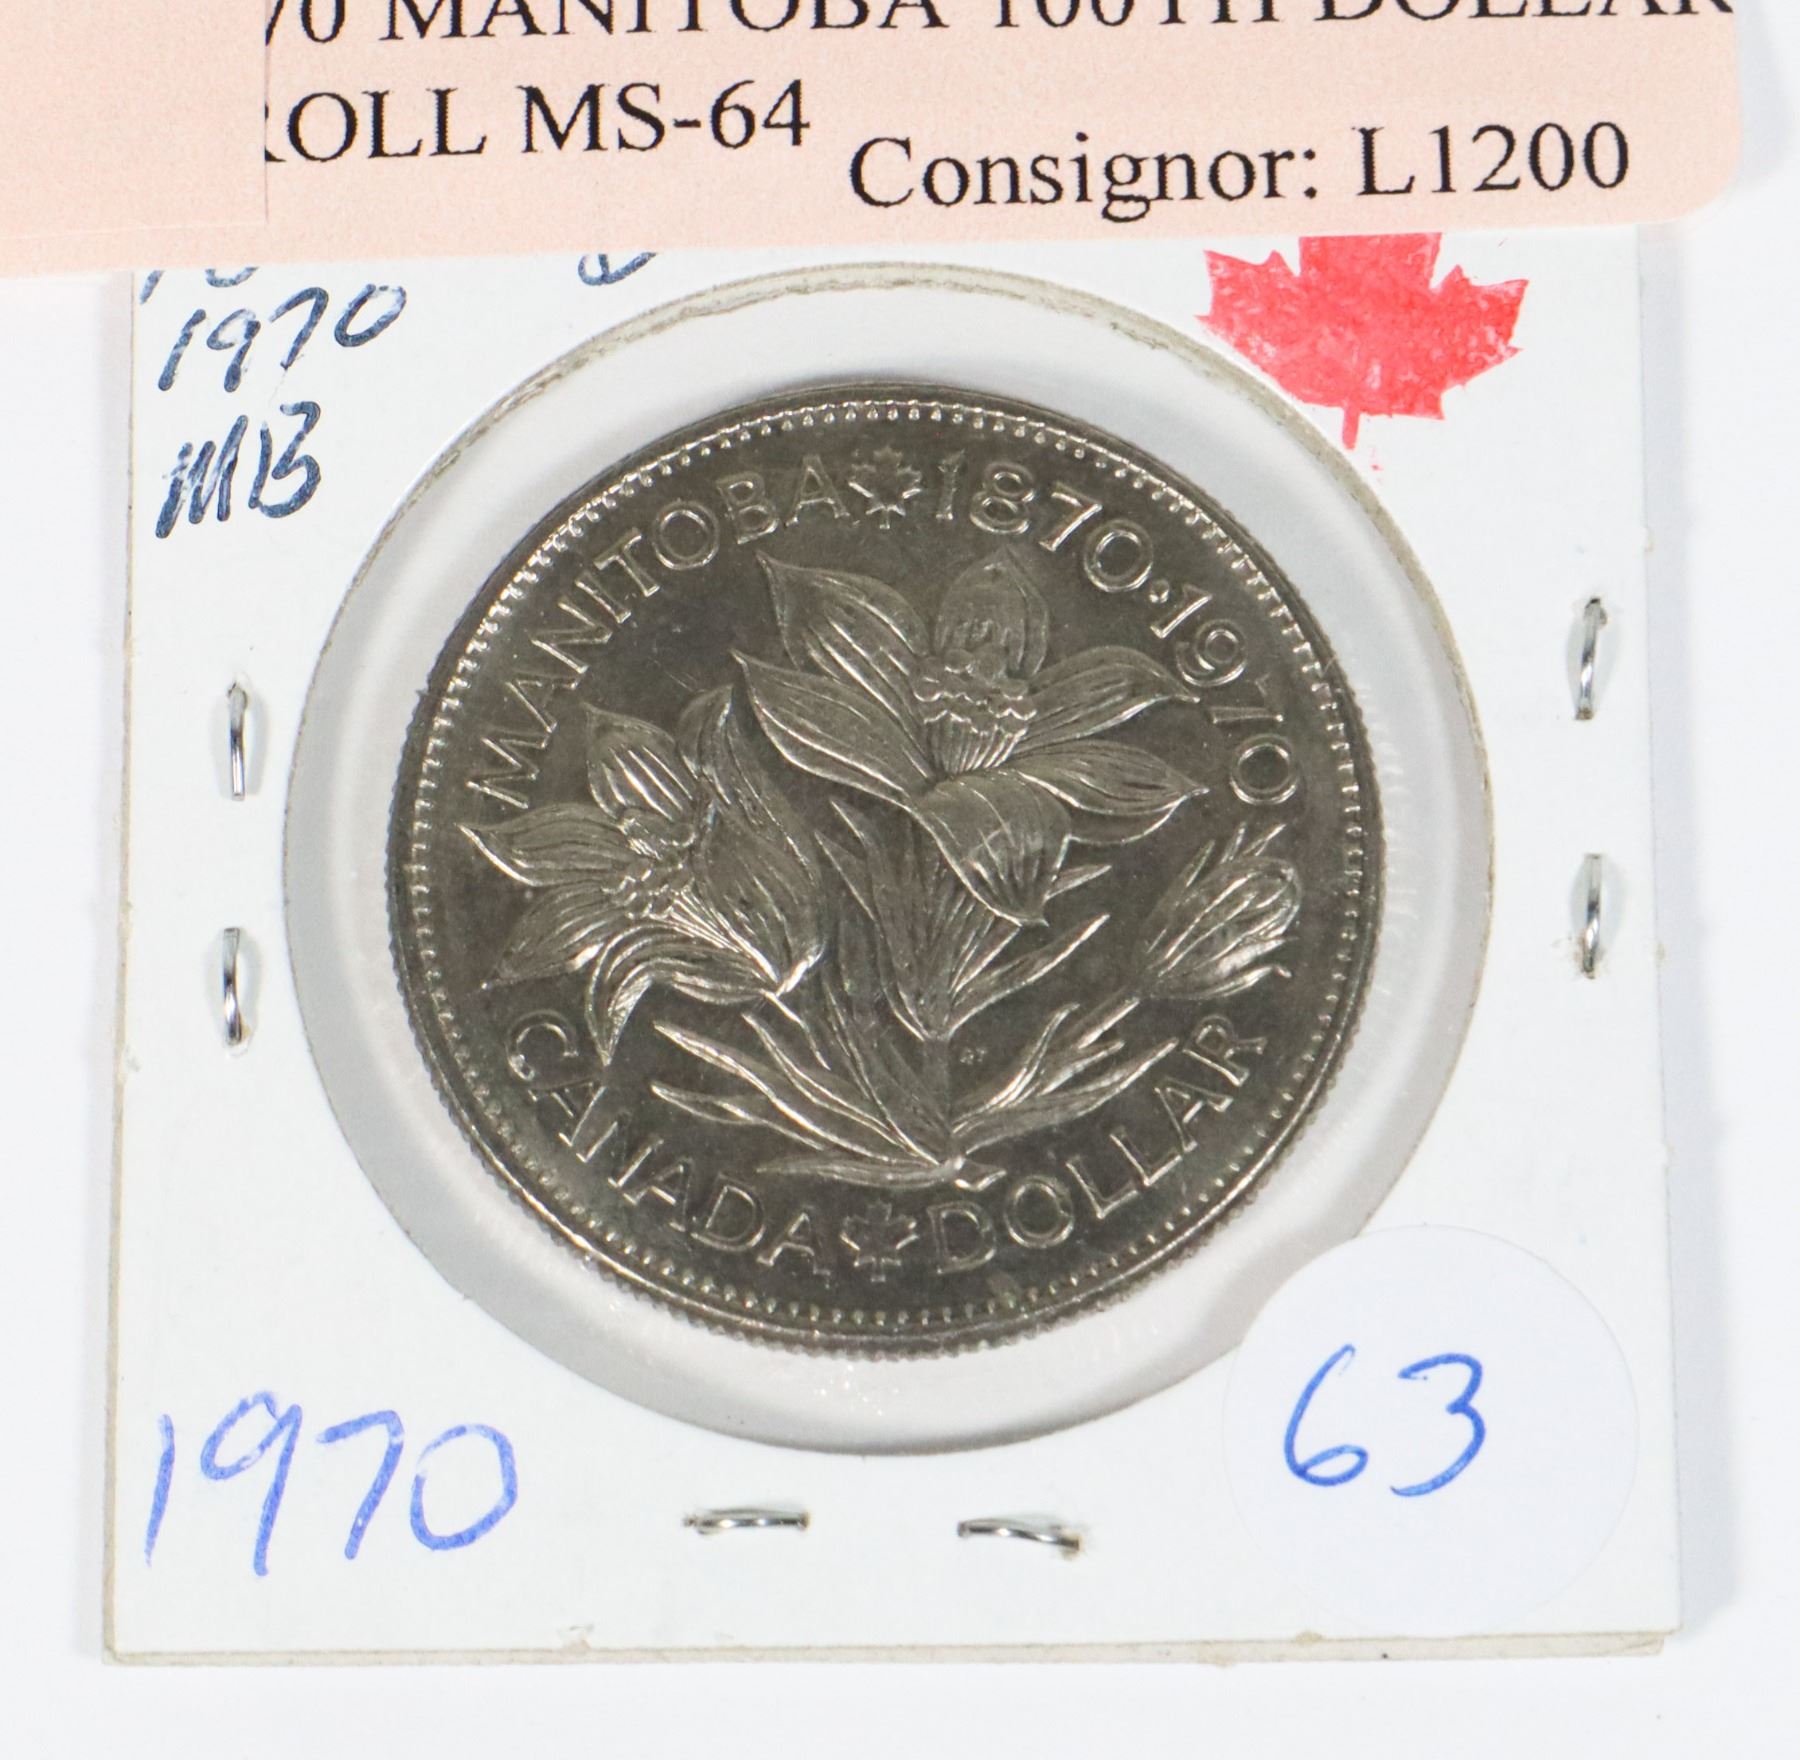 70 MANITOBA 100TH DOLLAR
ROLL MS-64
Consignor: L1200
1970
MB
MANITOBA 1870·1970
CANADA DOLLAR
1970
63